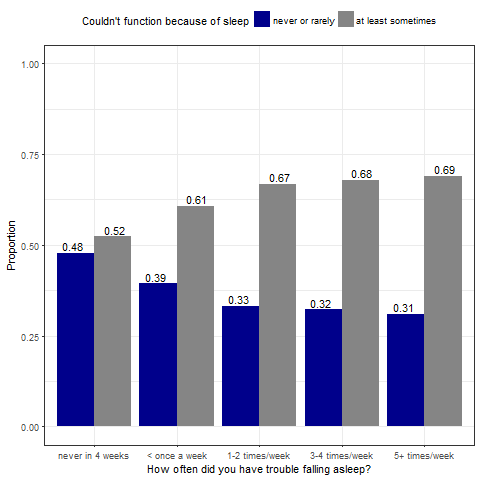 Couldn't function because of sleep never or rarely at least sometimes
1.00
0.75
0.50
0.25
0.00
Proportion
0.48 0.52
0.39 0.61
0.33 0.67
0.32 0.68
0.31 0.69
never in 4 weeks < once a week 1-2 times/week 3-4 times/week 5+ times/week
How often did you have trouble falling asleep?